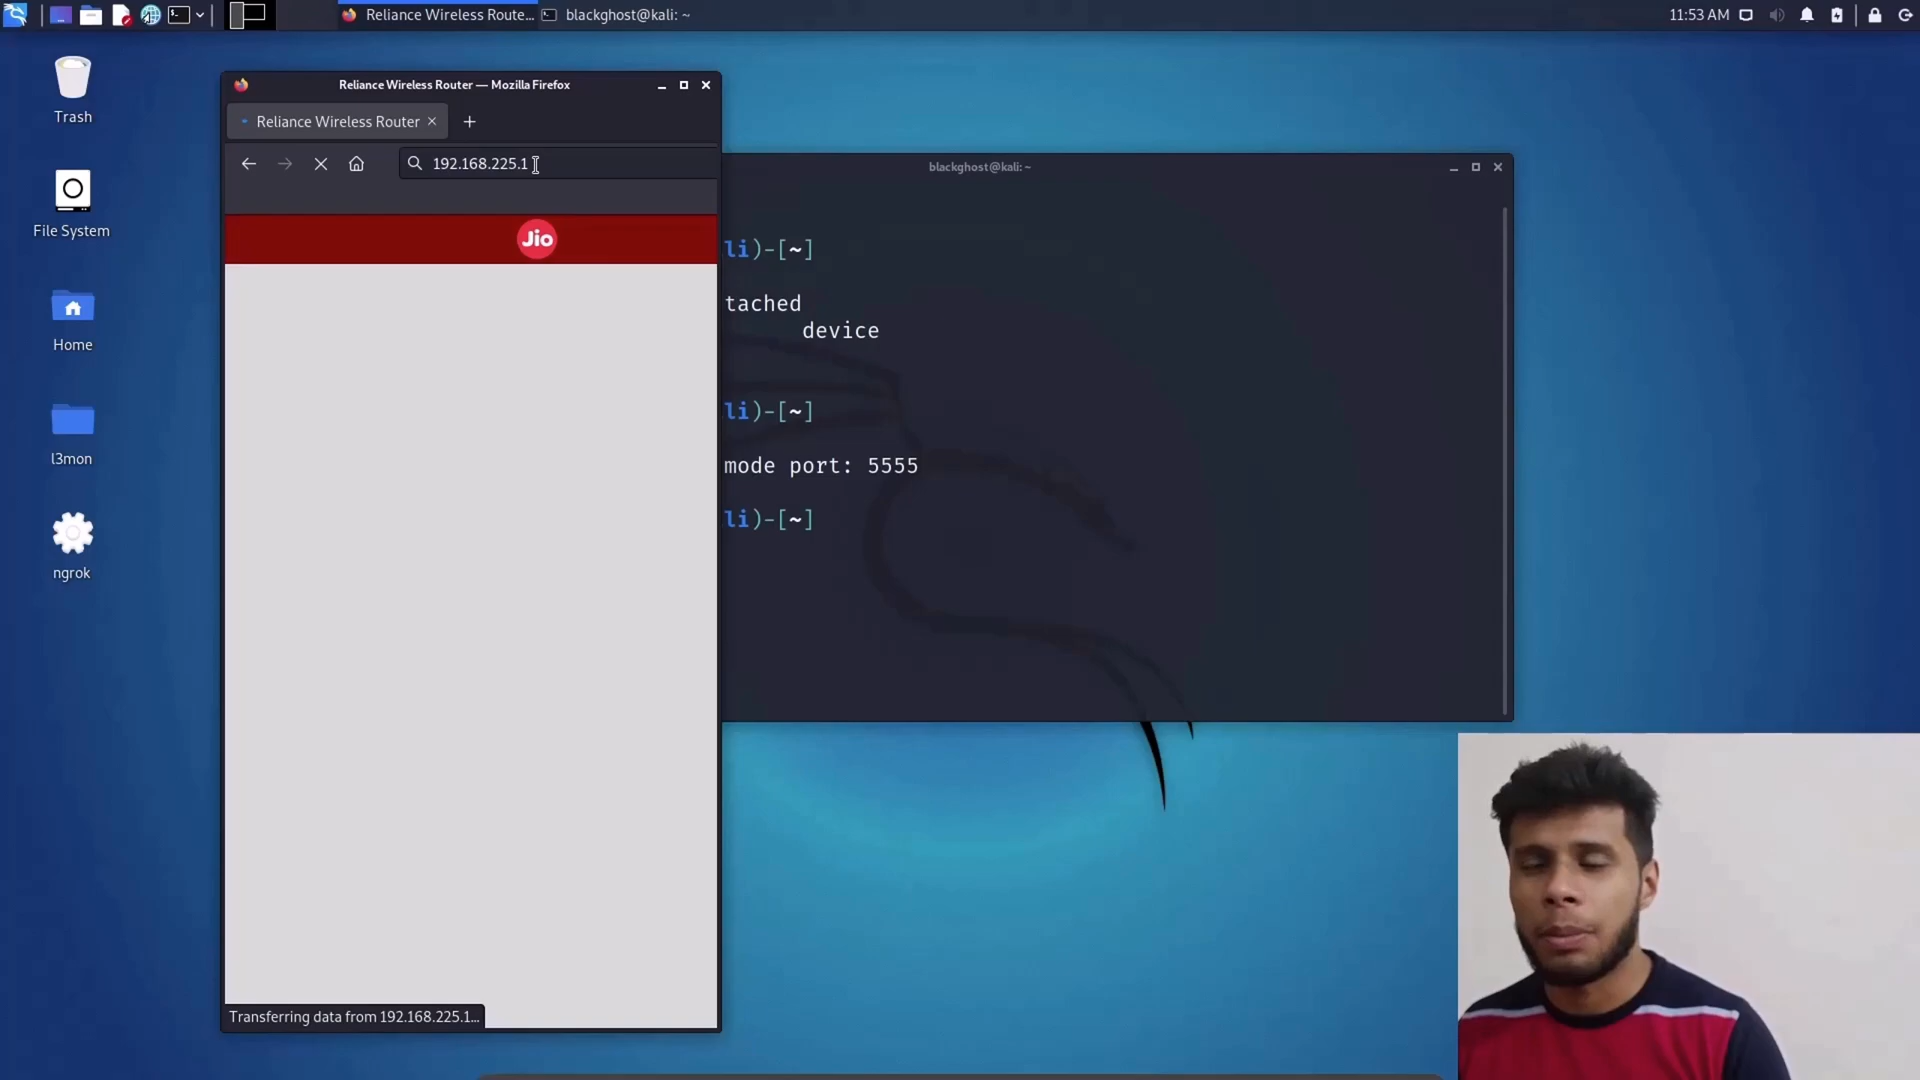 Reliance Wireless Route...
blackghost@kali: ~
11:53 AM
Trash
File System
Home
l3mon
ngrok
Reliance Wireless Router — Mozilla Firefox
Reliance Wireless Router
192.168.225.1
Jio
Transferring data from 192.168.225.1...
blackghost@kali: ~
li)-[~]
tached
device
li)-[~]
mode port: 5555
li)-[~]